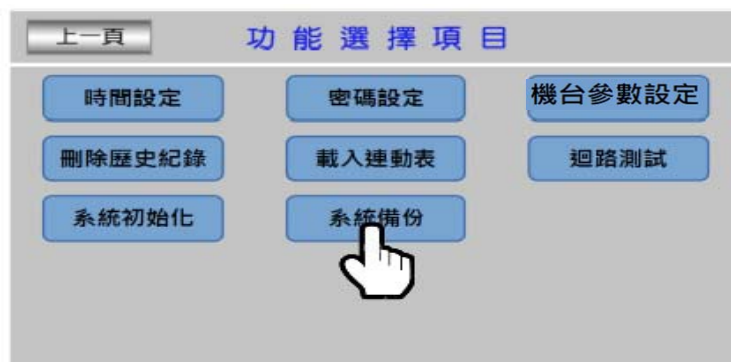 上一頁
功能選擇項目
時間設定 密碼設定 機台參數設定
刪除歷史紀錄 載入連動表 迴路測試
系統初始化 系統備份